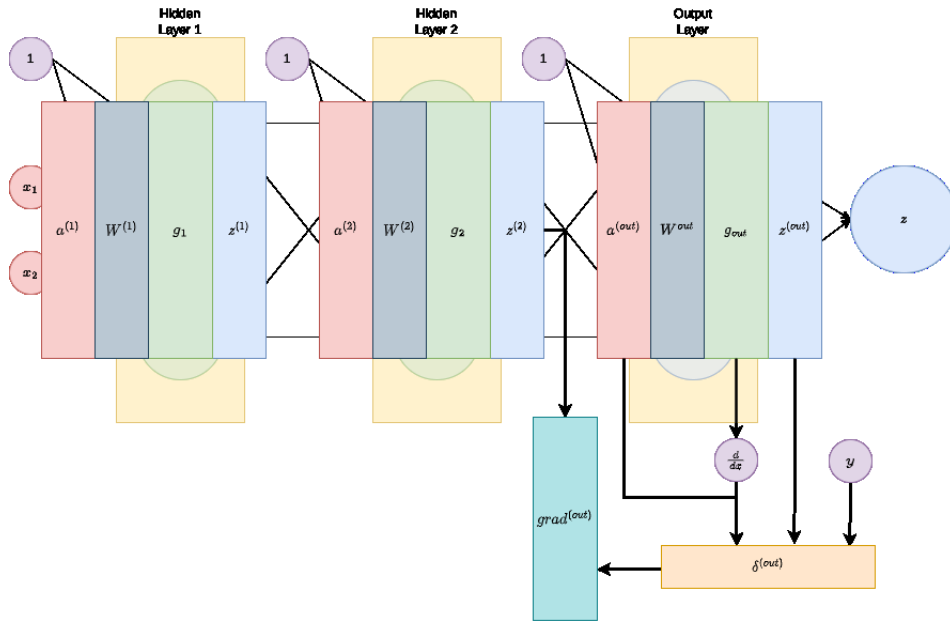 Hidden
Layer 1
Hidden
Layer 2
Output
Layer
1
1
1
x₁
x₂
a⁽¹⁾
W⁽¹⁾
g₁
z⁽¹⁾
a⁽²⁾
W⁽²⁾
g₂
z⁽²⁾
a⁽ᵒᵘᵗ⁾
Wᵒᵘᵗ
gₒᵤₜ
z⁽ᵒᵘᵗ⁾
z
d/dx
y
grad⁽ᵒᵘᵗ⁾
δ⁽ᵒᵘᵗ⁾